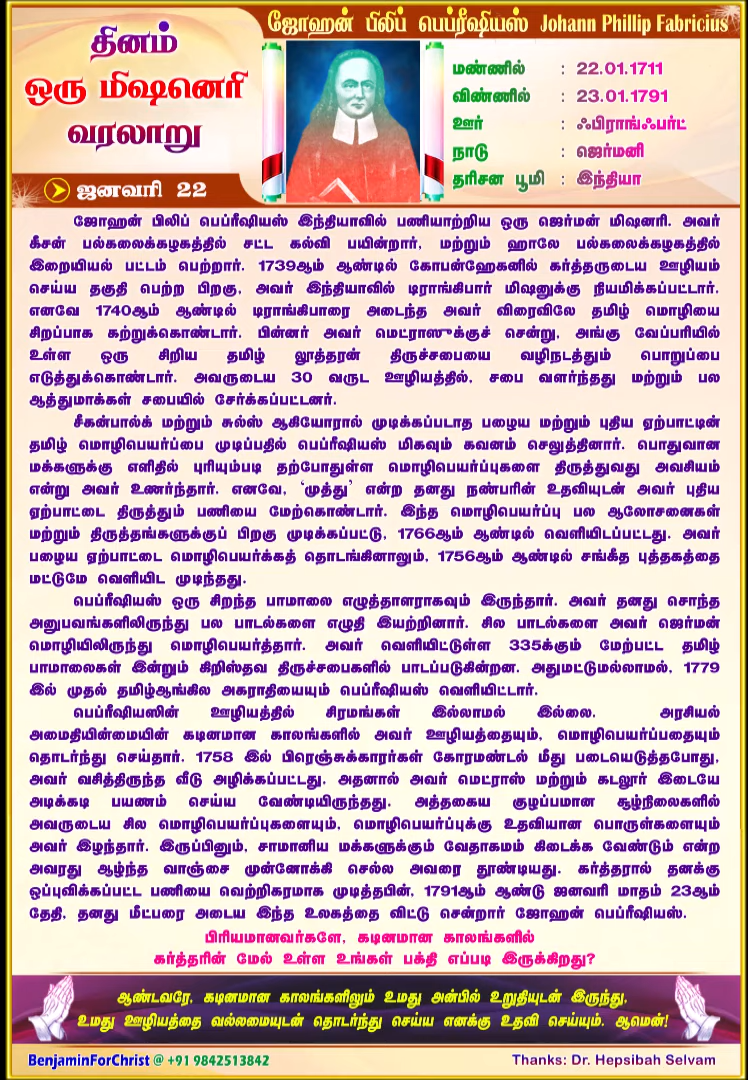 தினம்
ஒரு மிஷனெரி
வரலாறு
ஜனவரி 22
ஜோஹன் பிலிப் பெப்ரீஷியஸ் Johann Phillip Fabricius
மண்ணில் : 22.01.1711
விண்ணில் : 23.01.1791
ஊர் : ஃபிராங்ஃபர்ட்
நாடு : ஜெர்மனி
தரிசன பூமி : இந்தியா
ஜோஹன் பிலிப் பெப்ரீஷியஸ் இந்தியாவில் பணியாற்றிய ஒரு ஜெர்மன் மிஷனரி. அவர்
கீசன் பல்கலைக்கழகத்தில் சட்ட கல்வி பயின்றார், மற்றும் ஹாலே பல்கலைக்கழகத்தில்
இறையியல் பட்டம் பெற்றார். 1739ஆம் ஆண்டில் கோபன்ஹேகனில் கர்த்தருடைய ஊழியம்
செய்ய தகுதி பெற்ற பிறகு, அவர் இந்தியாவில் டிராங்கிபார் மிஷனுக்கு நியமிக்கப்பட்டார்.
எனவே 1740ஆம் ஆண்டில் டிராங்கிபாரை அடைந்த அவர் விரைவிலே தமிழ் மொழியை
சிறப்பாக கற்றுக்கொண்டார். பின்னர் அவர் மெட்ராஸுக்குச் சென்று, அங்கு வேப்பரியில்
உள்ள ஒரு சிறிய தமிழ் லூத்தரன் திருச்சபையை வழிநடத்தும் பொறுப்பை
எடுத்துக்கொண்டார். அவருடைய 30 வருட ஊழியத்தில், சபை வளர்ந்தது மற்றும் பல
ஆத்துமாக்கள் சபையில் சேர்க்கப்பட்டனர்.
சீகன்பால்க் மற்றும் சுல்ஸ் ஆகியோரால் முடிக்கப்படாத பழைய மற்றும் புதிய ஏற்பாட்டின்
தமிழ் மொழிபெயர்ப்பை முடிப்பதில் பெப்ரீஷியஸ் மிகவும் கவனம் செலுத்தினார். பொதுவான
மக்களுக்கு எளிதில் புரியும்படி தற்போதுள்ள மொழிபெயர்ப்புகளை திருத்துவது அவசியம்
என்று அவர் உணர்ந்தார். எனவே, ‘முத்து’ என்ற தனது நண்பரின் உதவியுடன் அவர் புதிய
ஏற்பாட்டை திருத்தும் பணியை மேற்கொண்டார். இந்த மொழிபெயர்ப்பு பல ஆலோசனைகள்
மற்றும் திருத்தங்களுக்குப் பிறகு முடிக்கப்பட்டு, 1766ஆம் ஆண்டில் வெளியிடப்பட்டது. அவர்
பழைய ஏற்பாட்டை மொழிபெயர்க்கத் தொடங்கினாலும், 1756ஆம் ஆண்டில் சங்கீத புத்தகத்தை
மட்டுமே வெளியிட முடிந்தது.
பெப்ரீஷியஸ் ஒரு சிறந்த பாமாலை எழுத்தாளராகவும் இருந்தார். அவர் தனது சொந்த
அனுபவங்களிலிருந்து பல பாடல்களை எழுதி இயற்றினார். சில பாடல்களை அவர் ஜெர்மன்
மொழியிலிருந்து மொழிபெயர்த்தார். அவர் வெளியிட்டுள்ள 335க்கும் மேற்பட்ட தமிழ்
பாமாலைகள் இன்றும் கிறிஸ்தவ திருச்சபைகளில் பாடப்படுகின்றன. அதுமட்டுமல்லாமல், 1779
இல் முதல் தமிழ்ஆங்கில அகராதியையும் பெப்ரீஷியஸ் வெளியிட்டார்.
பெப்ரீஷியஸின் ஊழியத்தில் சிரமங்கள் இல்லாமல் இல்லை. அரசியல்
அமைதியின்மையின் கடினமான காலங்களில் அவர் ஊழியத்தையும், மொழிபெயர்ப்பதையும்
தொடர்ந்து செய்தார். 1758 இல் பிரெஞ்சுக்காரர்கள் கோரமண்டல் மீது படையெடுத்தபோது,
அவர் வசித்திருந்த வீடு அழிக்கப்பட்டது. அதனால் அவர் மெட்ராஸ் மற்றும் கடலூர் இடையே
அடிக்கடி பயணம் செய்ய வேண்டியிருந்தது. அத்தகைய குழப்பமான சூழ்நிலைகளில்
அவருடைய சில மொழிபெயர்ப்புகளையும், மொழிபெயர்ப்புக்கு உதவியான பொருள்களையும்
அவர் இழந்தார். இருப்பினும், சாமானிய மக்களுக்கும் வேதாகமம் கிடைக்க வேண்டும் என்ற
அவரது ஆழ்ந்த வாஞ்சை முன்னோக்கி செல்ல அவரை தூண்டியது. கர்த்தரால் தனக்கு
ஒப்புவிக்கப்பட்ட பணியை வெற்றிகரமாக முடித்தபின், 1791ஆம் ஆண்டு ஜனவரி மாதம் 23ஆம்
தேதி, தனது மீட்பரை அடைய இந்த உலகத்தை விட்டு சென்றார் ஜோஹன் பெப்ரீஷியஸ்.
பிரியமானவர்களே, கடினமான காலங்களில்
கர்த்தரின் மேல் உள்ள உங்கள் பக்தி எப்படி இருக்கிறது?
ஆண்டவரே, கடினமான காலங்களிலும் உமது அன்பில் உறுதியுடன் இருந்து,
உமது ஊழியத்தை வல்லமையுடன் தொடர்ந்து செய்ய எனக்கு உதவி செய்யும். ஆமென்!
BenjaminForChrist @ +91 9842513842
Thanks: Dr. Hepsibah Selvam